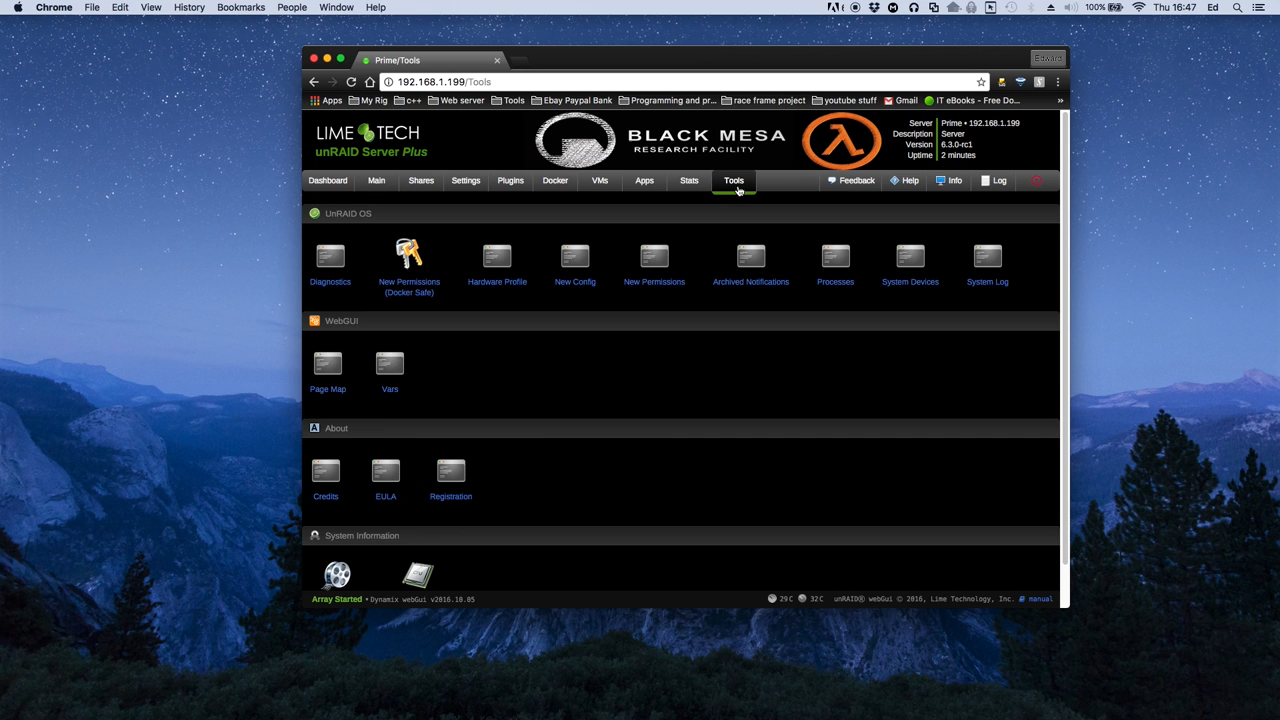 Chrome File Edit View History Bookmarks People Window Help 100% Thu 16:47 Ed
Prime/Tools Edward
192.168.1.199/Tools
Apps My Rig c++ Web server Tools Ebay Paypal Bank Programming and pr... race frame project youtube stuff Gmail IT eBooks - Free Do... »
LIME TECH
unRAID Server Plus
BLACK MESA
RESEARCH FACILITY
Server Prime • 192.168.1.199
Description Server
Version 6.3.0-rc1
Uptime 2 minutes
Dashboard Main Shares Settings Plugins Docker VMs Apps Stats Tools Feedback Help Info Log
UnRAID OS
Diagnostics New Permissions (Docker Safe) Hardware Profile New Config New Permissions Archived Notifications Processes System Devices System Log
WebGUI
Page Map Vars
About
Credits EULA Registration
System Information
Array Started • Dynamix webGui v2016.10.05 29C 32C unRAID® webGui © 2016, Lime Technology, Inc. manual